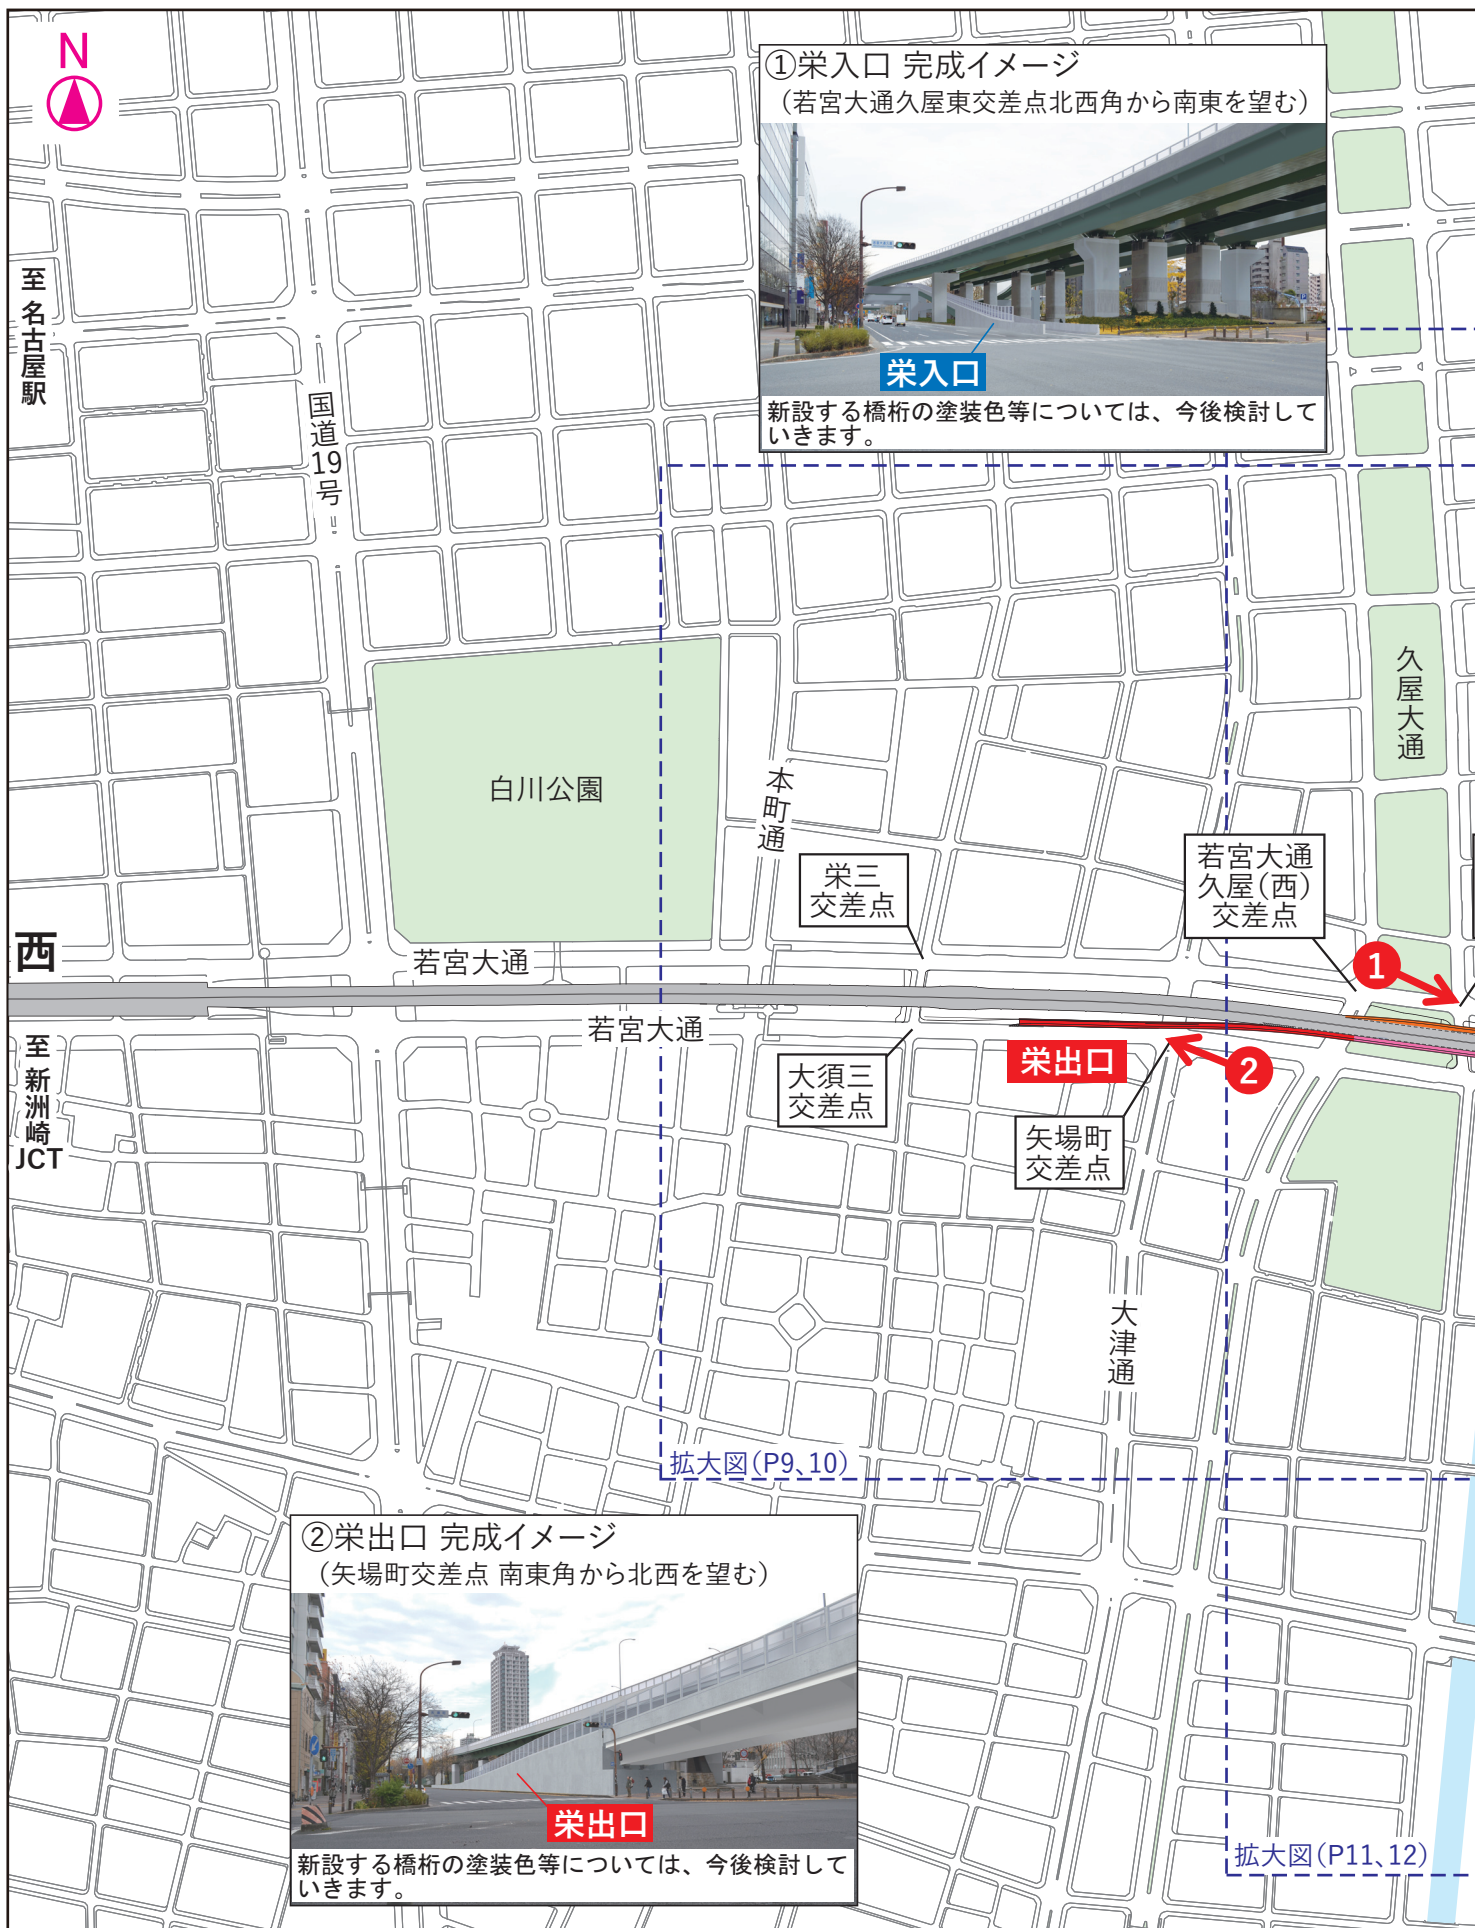 N
①栄入口 完成イメージ
(若宮大通久屋東交差点北西角から南東を望む)
栄入口
新設する橋桁の塗装色等については、今後検討して
いきます。
至 名古屋駅
国道19号
久屋大通
白川公園
本町通
栄三
交差点
若宮大通
久屋(西)
交差点
西
若宮大通
1
若宮大通
至 新洲崎JCT
栄出口
2
大須三
交差点
矢場町
交差点
大津通
拡大図(P9、10)
②栄出口 完成イメージ
(矢場町交差点 南東角から北西を望む)
栄出口
新設する橋桁の塗装色等については、今後検討して
いきます。
拡大図(P11、12)